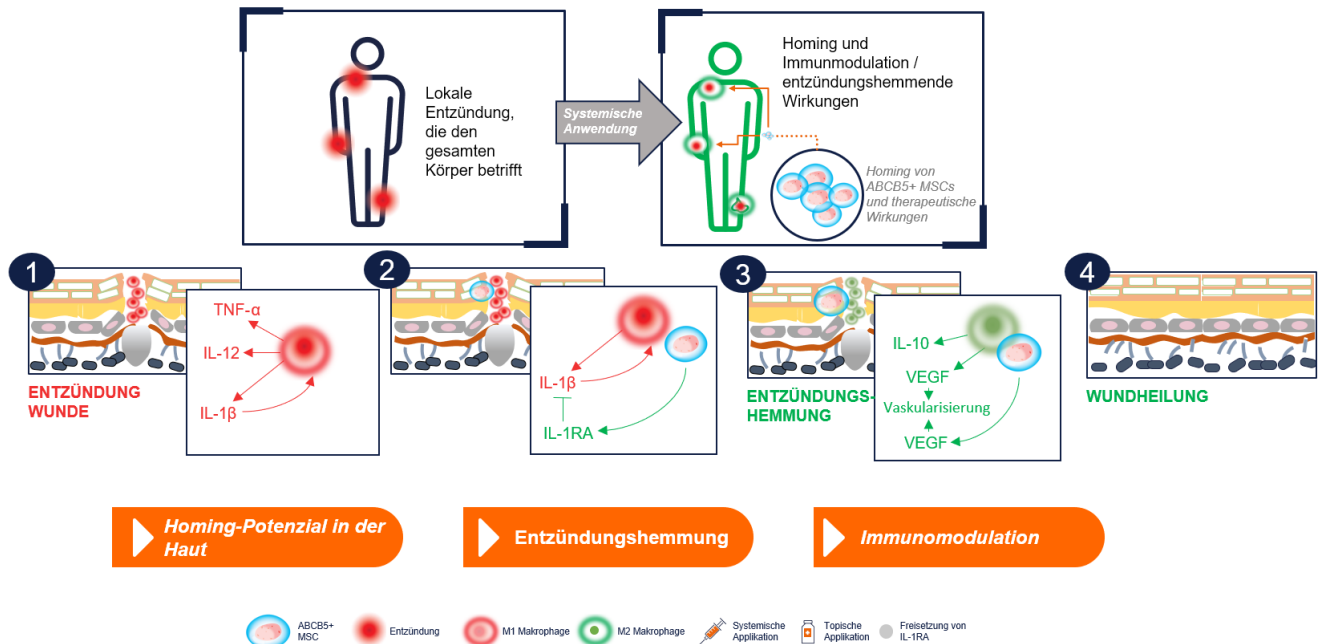 Lokale
Entzündung,
die den
gesamten
Körper betrifft
Systemische
Anwendung
Homing und
Immunmodulation /
entzündungshemmende
Wirkungen
Homing von
ABCB5+ MSCs
und therapeutische
Wirkungen
1
TNF-α
IL-12
IL-1β
ENTZÜNDUNG
WUNDE
2
IL-1β
IL-1RA
3
IL-10
VEGF
Vaskularisierung
VEGF
ENTZÜNDUNGS-
HEMMUNG
4
WUNDHEILUNG
Homing-Potenzial in der
Haut
Entzündungshemmung
Immunomodulation
ABCB5+
MSC
Entzündung
M1 Makrophage
M2 Makrophage
Systemische
Applikation
Topische
Applikation
Freisetzung von
IL-1RA